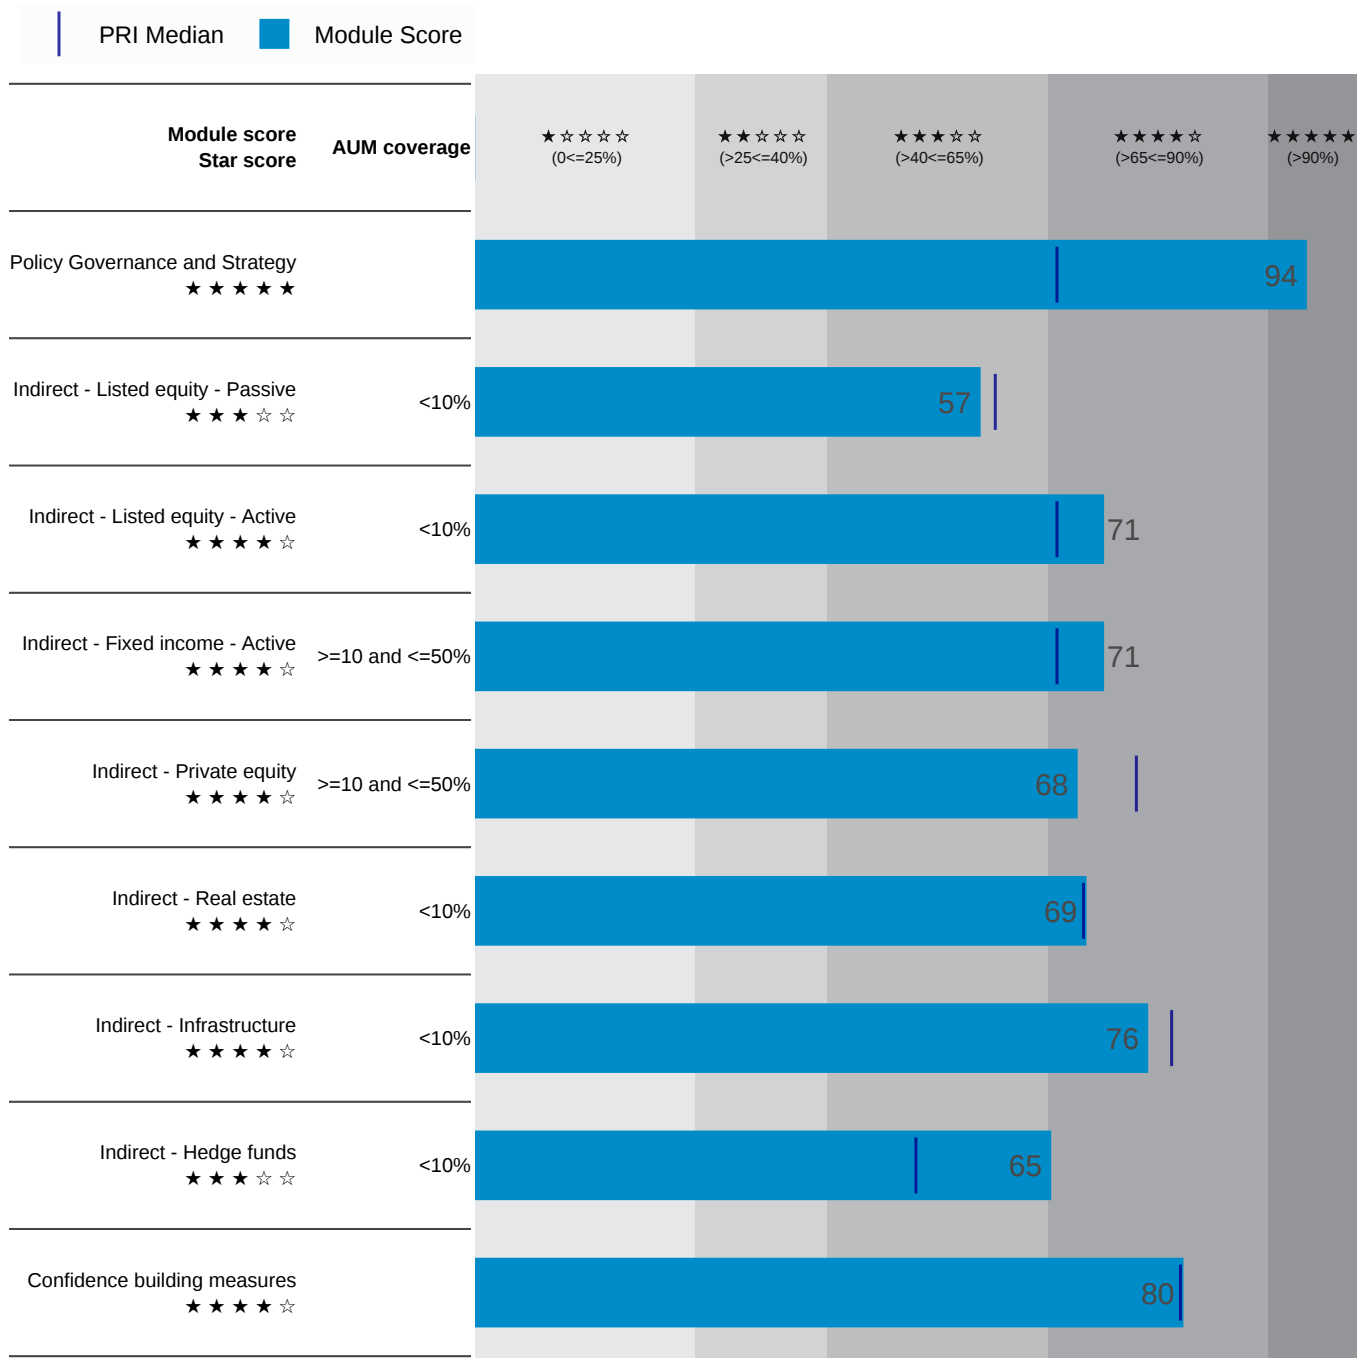 PRI Median Module Score
Module score
Star score
AUM coverage
★☆☆☆☆
(0<=25%)
★★☆☆☆
(>25<=40%)
★★★☆☆
(>40<=65%)
★★★★☆
(>65<=90%)
★★★★★
(>90%)
Policy Governance and Strategy
★★★★★
94
Indirect - Listed equity - Passive
★★★☆☆
<10%
57
Indirect - Listed equity - Active
★★★★☆
<10%
71
Indirect - Fixed income - Active
★★★★☆
>=10 and <=50%
71
Indirect - Private equity
★★★★☆
>=10 and <=50%
68
Indirect - Real estate
★★★★☆
<10%
69
Indirect - Infrastructure
★★★★☆
<10%
76
Indirect - Hedge funds
★★★☆☆
<10%
65
Confidence building measures
★★★★☆
80